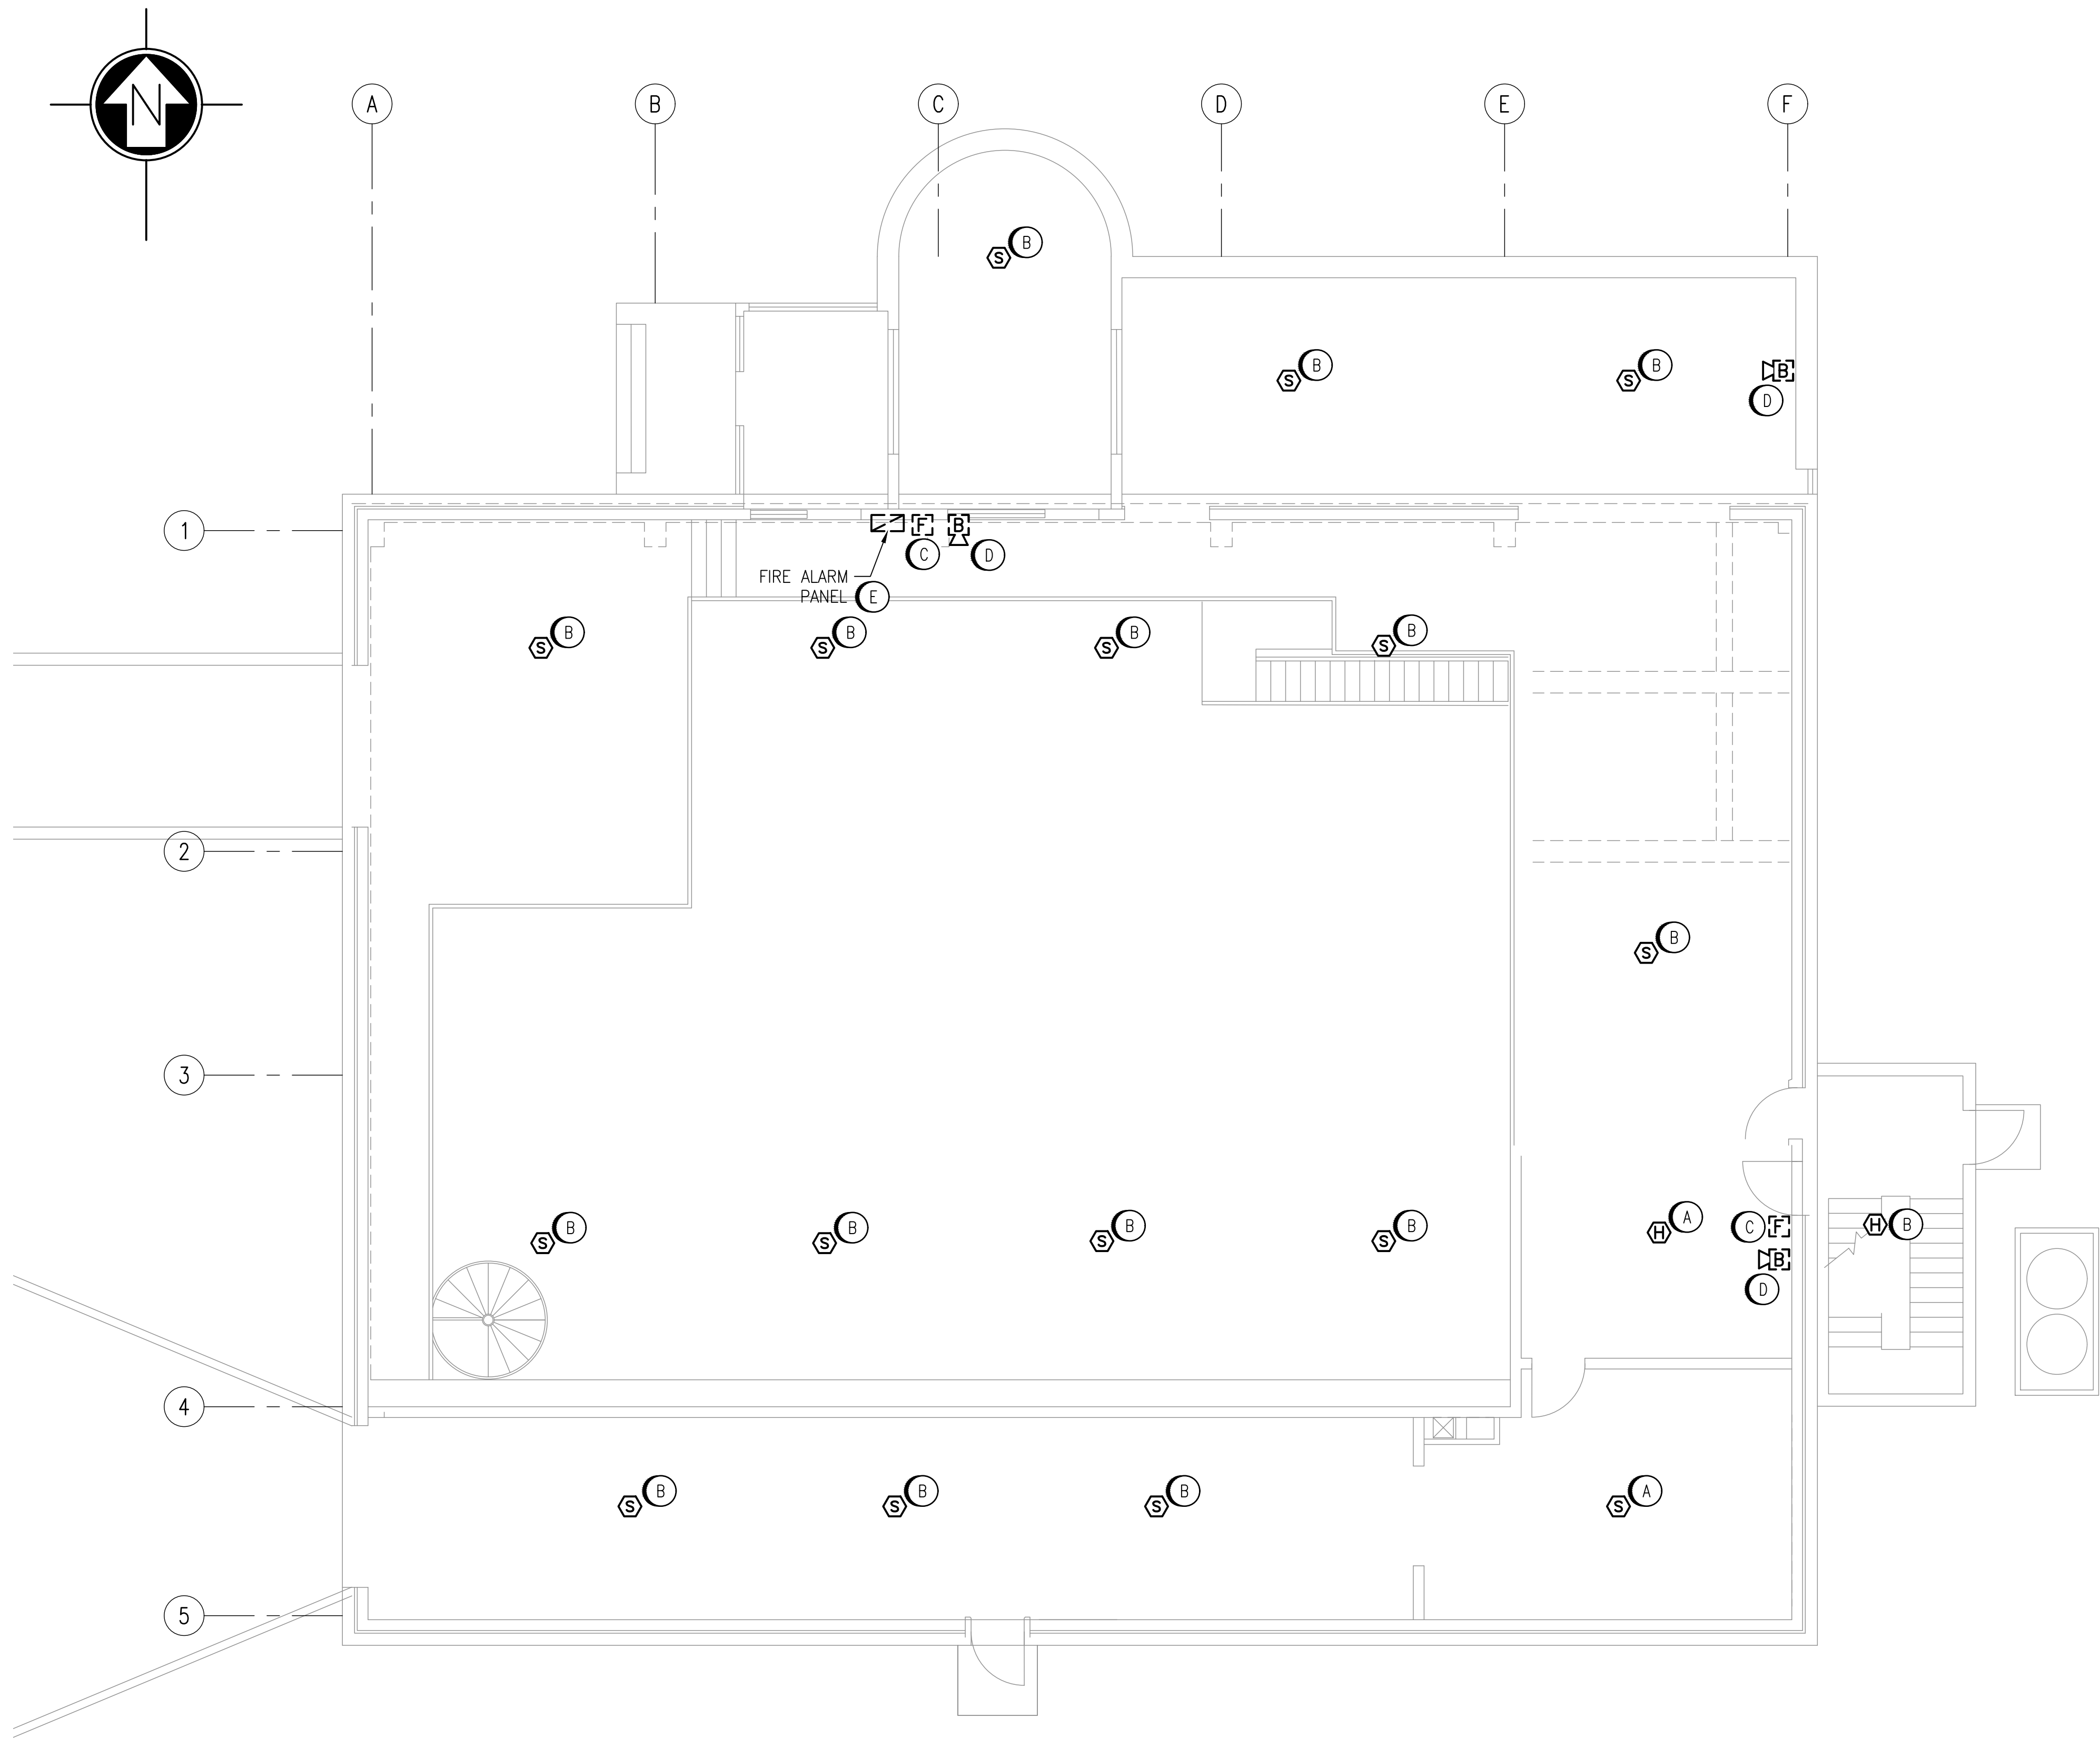 N
A B C D E F
S B
S B S B B
D
1
F B
C D
FIRE ALARM
PANEL E
S B S B S B S B
2
S B
3
S B S B S B S B H A C F H B
B
D
4
S B S B S B S A
5